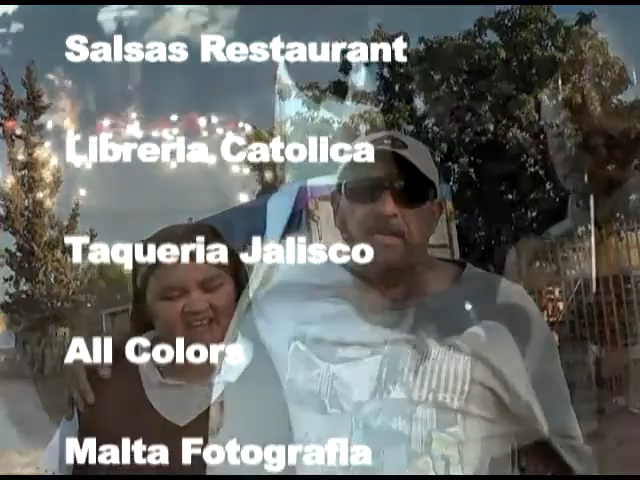 Salsas Restaurant
Libreria Catolica
Taqueria Jalisco
All Colors
Malta Fotografia